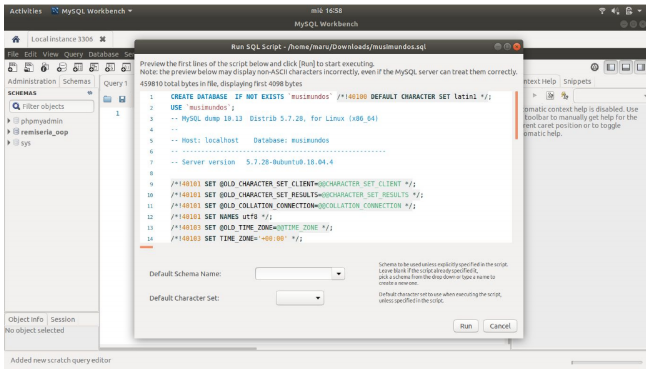 Activities MySQL Workbench
mié 16:58
MySQL Workbench
Local instance 3306
File Edit View Query Database Ser
Run SQL Script - /home/maru/Downloads/musimundos.sql
Preview the first lines of the script below and click [Run] to start executing.
Note: the preview below may display non-ASCII characters incorrectly, even if the MySQL server can treat them correctly.
459810 total bytes in file, displaying first 4098 bytes
Administration Schemas
Query 1
SCHEMAS
Filter objects
phpmyadmin
remiseria_oop
sys
1
1 CREATE DATABASE IF NOT EXISTS `musimundos` /*!40100 DEFAULT CHARACTER SET latin1 */;
2 USE `musimundos`;
3 -- MySQL dump 10.13 Distrib 5.7.28, for Linux (x86_64)
4 --
5 -- Host: localhost Database: musimundos
6 -- ------------------------------------------------------
7 -- Server version 5.7.28-0ubuntu0.18.04.4
8
9 /*!40101 SET @OLD_CHARACTER_SET_CLIENT=@@CHARACTER_SET_CLIENT */;
10 /*!40101 SET @OLD_CHARACTER_SET_RESULTS=@@CHARACTER_SET_RESULTS */;
11 /*!40101 SET @OLD_COLLATION_CONNECTION=@@COLLATION_CONNECTION */;
12 /*!40101 SET NAMES utf8 */;
13 /*!40103 SET @OLD_TIME_ZONE=@@TIME_ZONE */;
14 /*!40103 SET TIME_ZONE='+00:00' */;
ntext Help Snippets
omatic context help is disabled. Use
toolbar to manually get help for the
rent caret position or to toggle
omatic help.
Default Schema Name:
Schema to be used unless explicitly specified in the script.
Leave blank if the script already specified it,
pick a schema from the drop down or type a name to
create a new one.
Default Character Set:
Default character set to use when executing the script,
unless specified in the script.
Run Cancel
Object Info Session
No object selected
Added new scratch query editor